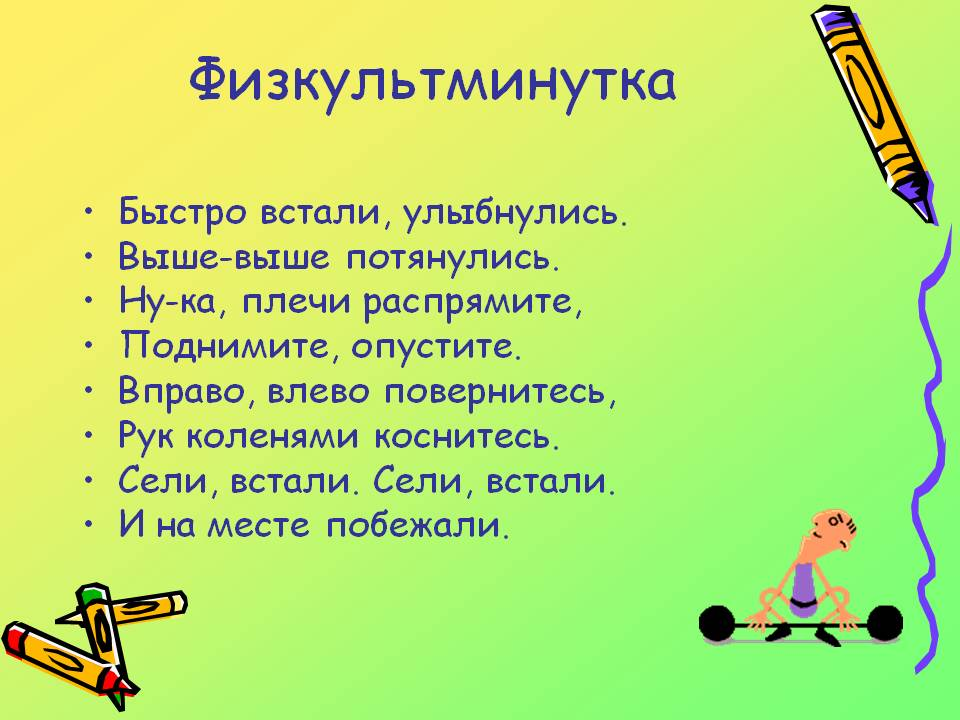 Физкультминутка
• Быстро встали, улыбнулись.
• Выше-выше потянулись.
• Ну-ка, плечи распрямите,
• Поднимите, опустите.
• Вправо, влево повернитесь,
• Рук коленями коснитесь.
• Сели, встали. Сели, встали.
• И на месте побежали.